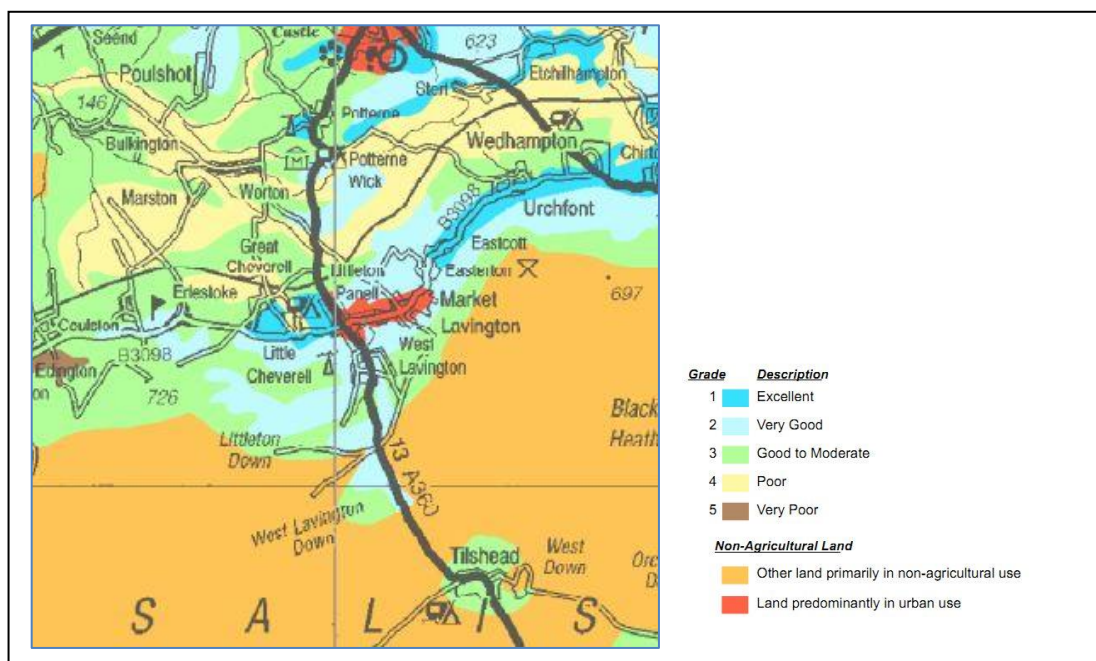 Seend
Castle
623
Poulshot
Etchilhampton
Stert
146
Potterne
Bulkington
Wedhampton
Potterne
Wick
Marston
Worton
B3098
Urchfont
Great
Cheverell
Eastcott
Littleton
Panell
Easterton
697
Erlestoke
Coulston
Market
Lavington
B3098
West
Lavington
Little
Cheverell
Edington
726
Black
Heath
Littleton
Down
13 A360
West Lavington
Down
Tilshead
West
Down
S A L I S
Grade Description
1 Excellent
2 Very Good
3 Good to Moderate
4 Poor
5 Very Poor
Non-Agricultural Land
Other land primarily in non-agricultural use
Land predominantly in urban use